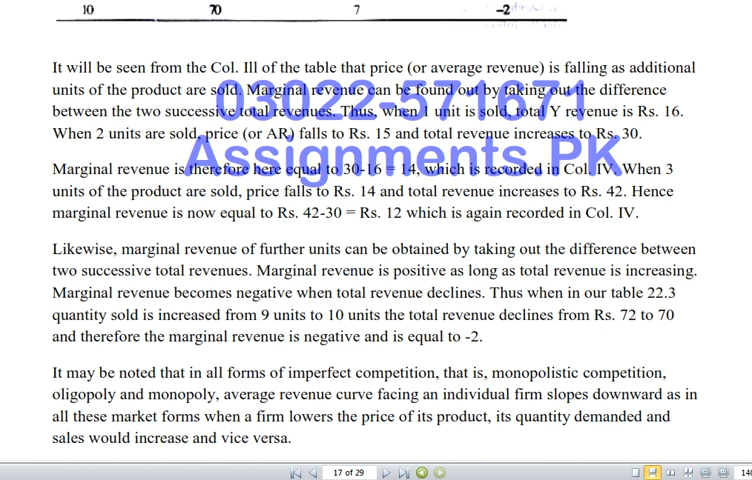 10 70 7 -2
It will be seen from the Col. Ill of the table that price (or average revenue) is falling as additional
units of the product are sold. Marginal revenue can be found out by taking out the difference
between the two successive total revenues. Thus, when 1 unit is sold, total Y revenue is Rs. 16.
When 2 units are sold, price (or AR) falls to Rs. 15 and total revenue increases to Rs. 30.
03022-571671
Assignments.PK
Marginal revenue is therefore here equal to 30-16 = 14, which is recorded in Col. IV. When 3
units of the product are sold, price falls to Rs. 14 and total revenue increases to Rs. 42. Hence
marginal revenue is now equal to Rs. 42-30 = Rs. 12 which is again recorded in Col. IV.
Likewise, marginal revenue of further units can be obtained by taking out the difference between
two successive total revenues. Marginal revenue is positive as long as total revenue is increasing.
Marginal revenue becomes negative when total revenue declines. Thus when in our table 22.3
quantity sold is increased from 9 units to 10 units the total revenue declines from Rs. 72 to 70
and therefore the marginal revenue is negative and is equal to -2.
It may be noted that in all forms of imperfect competition, that is, monopolistic competition,
oligopoly and monopoly, average revenue curve facing an individual firm slopes downward as in
all these market forms when a firm lowers the price of its product, its quantity demanded and
sales would increase and vice versa.
17 of 29